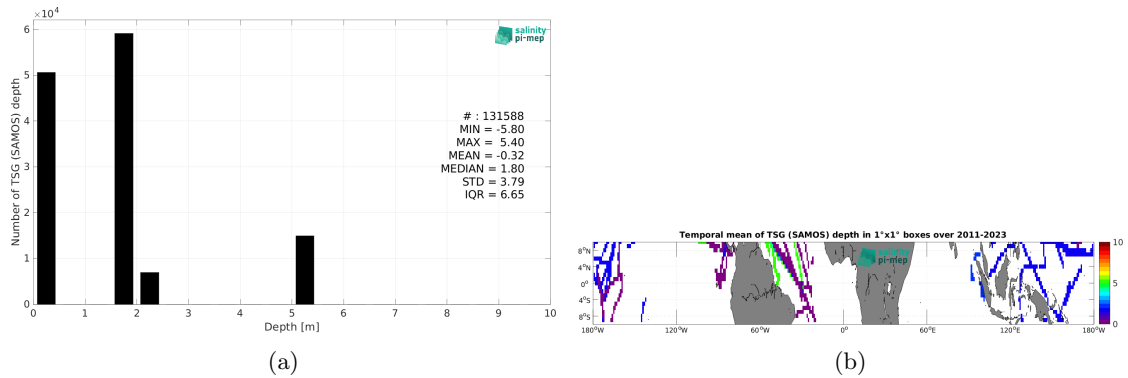 ×10⁴
6
5
4
3
2
1
0
Number of TSG (SAMOS) depth
salinity
pi-mep
# : 131588
MIN = -5.80
MAX = 5.40
MEAN = -0.32
MEDIAN = 1.80
STD = 3.79
IQR = 6.65
0 1 2 3 4 5 6 7 8 9 10
Depth [m]
(a)
Temporal mean of TSG (SAMOS) depth in 1°x1° boxes over 2011-2023
salinity
pi-mep
8°N
4°N
0°
4°S
8°S
180°W 120°W 60°W 0° 60°E 120°E 180°W
10
5
0
(b)